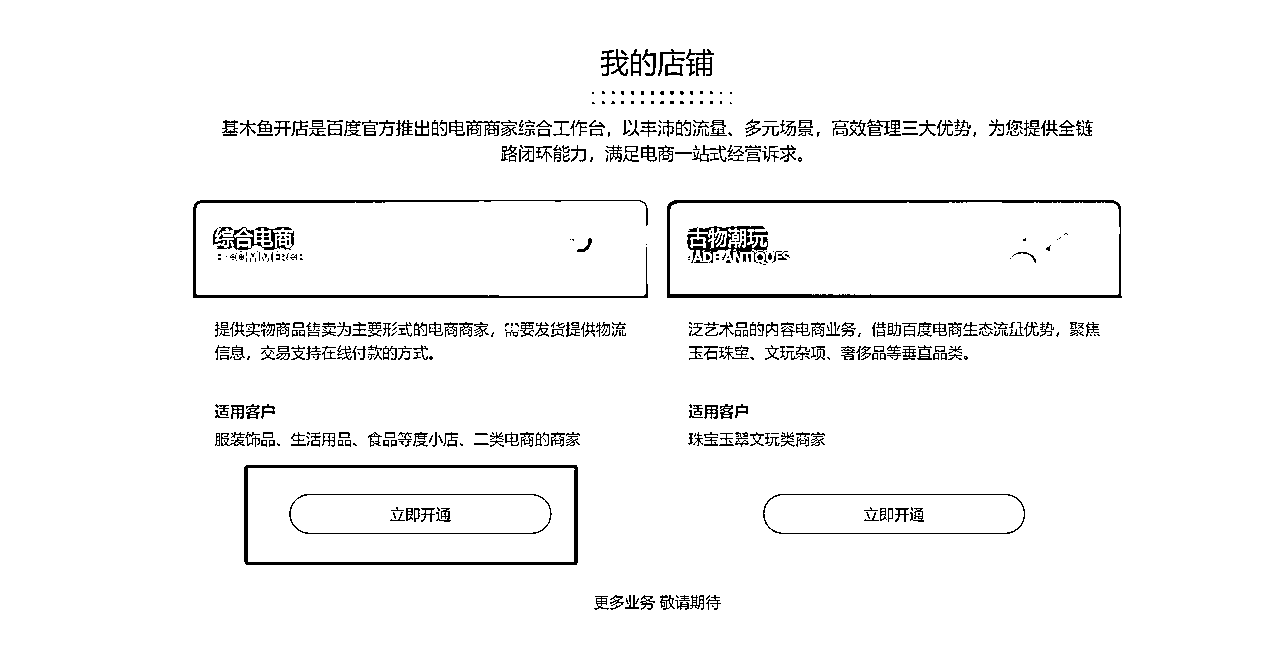 我的店铺
基木鱼开店是百度官方推出的电商商家综合工作台，以丰沛的流量、多元场景，高效管理三大优势，为您提供全链
路闭环能力，满足电商一站式经营诉求。
综合电商
E-COMMERCE
提供实物商品售卖为主要形式的电商商家，需要发货提供物流
信息，交易支持在线付款的方式。
适用客户
服装饰品、生活用品、食品等度小店、二类电商的商家
立即开通
古物潮玩
JADE ANTIQUES
泛艺术品的内容电商业务，借助百度电商生态流量优势，聚焦
玉石珠宝、文玩杂项、奢侈品等垂直品类。
适用客户
珠宝玉翠文玩类商家
立即开通
更多业务 敬请期待